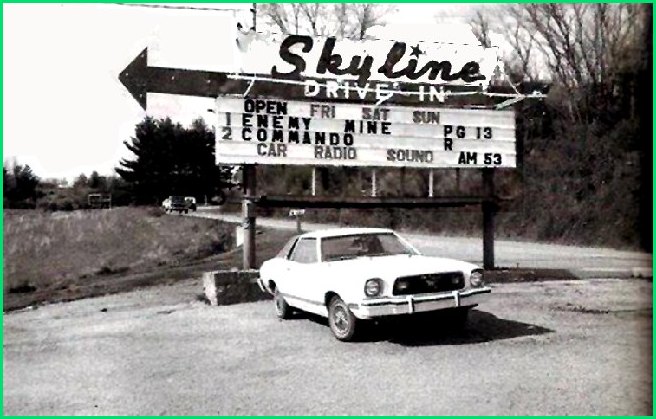 Skyline
DRIVE IN
OPEN FRI SAT SUN
1 ENEMY MINE PG 13
2 COMMANDO R
CAR RADIO SOUND AM 53